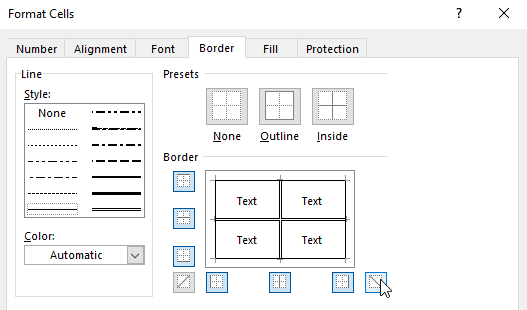 Format Cells
?
Number Alignment Font Border Fill Protection
Line
Style:
None
Color:
Automatic
Presets
None Outline Inside
Border
Text Text
Text Text